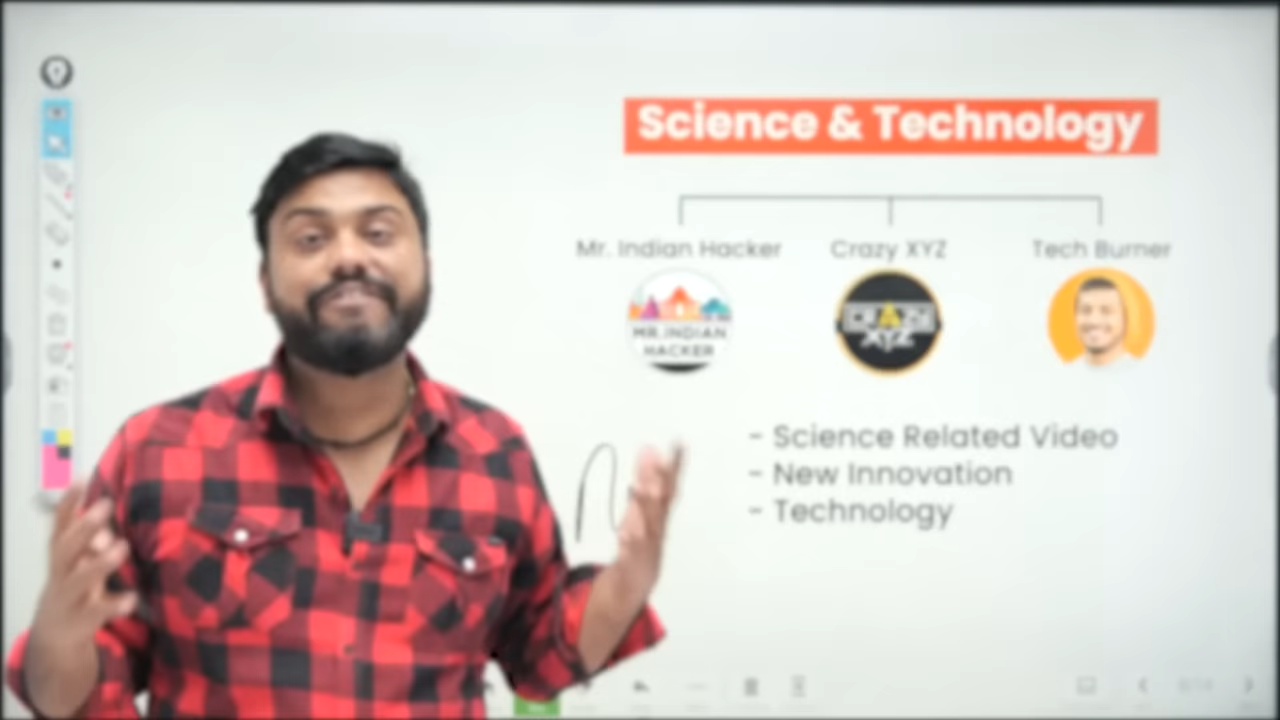 Science & Technology
Mr. Indian Hacker
Crazy XYZ
Tech Burner
MR. INDIAN
HACKER
CRAZY
XYZ
- Science Related Video
- New Innovation
- Technology